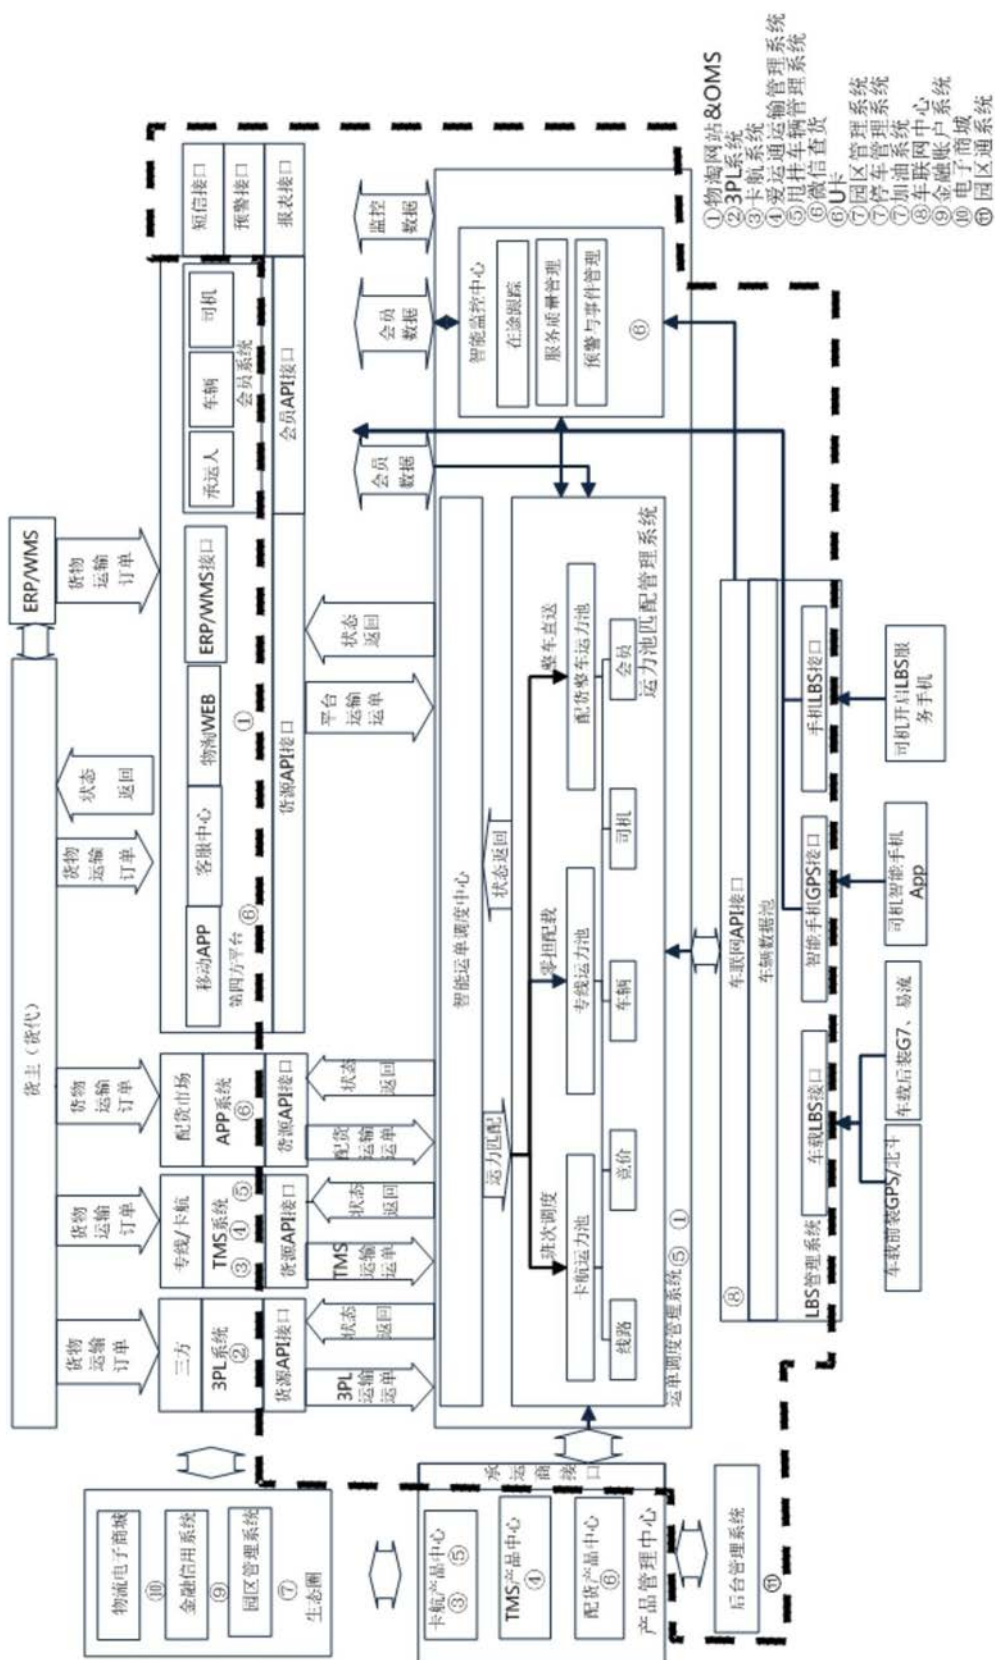 ERP/WMS
货主（货代）
货物
运输
订单
状态
返回
货物
运输
订单
货物
运输
订单
货物
运输
订单
货物
运输
订单
三方
3PL系统
②
货源API接口
专线/卡航
TMS系统
③ ④ ⑤
货源API接口
配货市场
APP系统
⑥
货源API接口
移动APP
客服中心
物淘WEB
ERP/WMS接口
第四方平台
⑥
①
货源API接口
承运人
车辆
司机
会员系统
会员API接口
短信接口
预警接口
报表接口
3PL
运输
运单
状态
返回
TMS
运输
运单
状态
返回
配货
运输
运单
状态
返回
平台
运输
运单
状态
返回
会员
数据
会员
数据
监控
数据
智能运单调度中心
运力匹配
状态返回
班次调度
零担配载
整车直送
卡航运力池
专线运力池
配货整车运力池
线路
竞价
车辆
司机
会员
运力池匹配管理系统
运单调度管理系统
⑤ ①
智能监控中心
在途跟踪
服务质量管理
预警与事件管理
⑥
物流电子商城
⑩
金融信用系统
⑨
园区管理系统
⑦
生态圈
卡航产品中心
③ ⑤
TMS产品中心
④
配货产品中心
⑥
产品管理中心
承运商接口
后台管理系统
⑪
⑧
车联网API接口
车辆数据池
车载LBS接口
智能手机GPS接口
手机LBS接口
LBS管理系统
车载前装GPS/北斗
车载后装G7、易流
司机智能手机
App
司机开启LBS服
务手机
①物淘网站&OMS
②3PL系统
③卡航系统
④爱运通运输管理系统
⑤甩挂车辆管理系统
⑥微信查货
⑥U卡
⑦园区管理系统
⑦停车管理系统
⑦加油系统
⑧车联网中心
⑨金融账户系统
⑩电子商城
⑪园区通系统